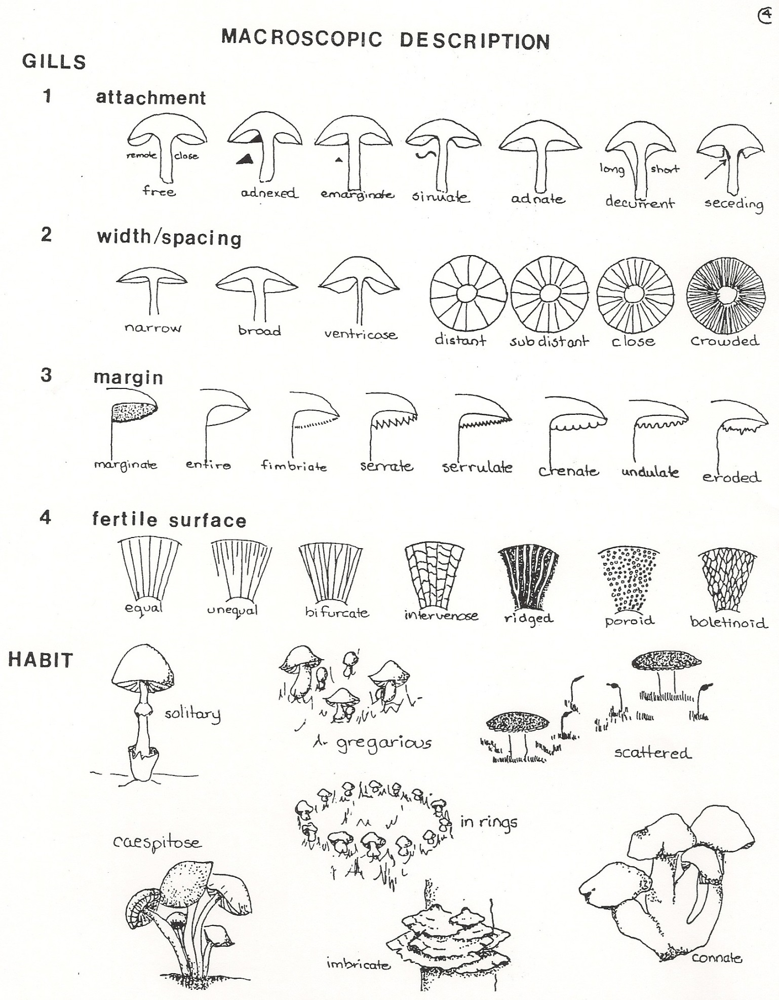 4
MACROSCOPIC DESCRIPTION
GILLS
1 attachment
remote close
long short
free adnexed emarginate sinuate adnate decurrent seceding
2 width/spacing
narrow broad ventricose distant subdistant close crowded
3 margin
marginate entire fimbriate serrate serrulate crenate undulate eroded
4 fertile surface
equal unequal bifurcate intervenose ridged poroid boletinoid
HABIT
solitary
gregarious
scattered
in rings
caespitose
imbricate
connate